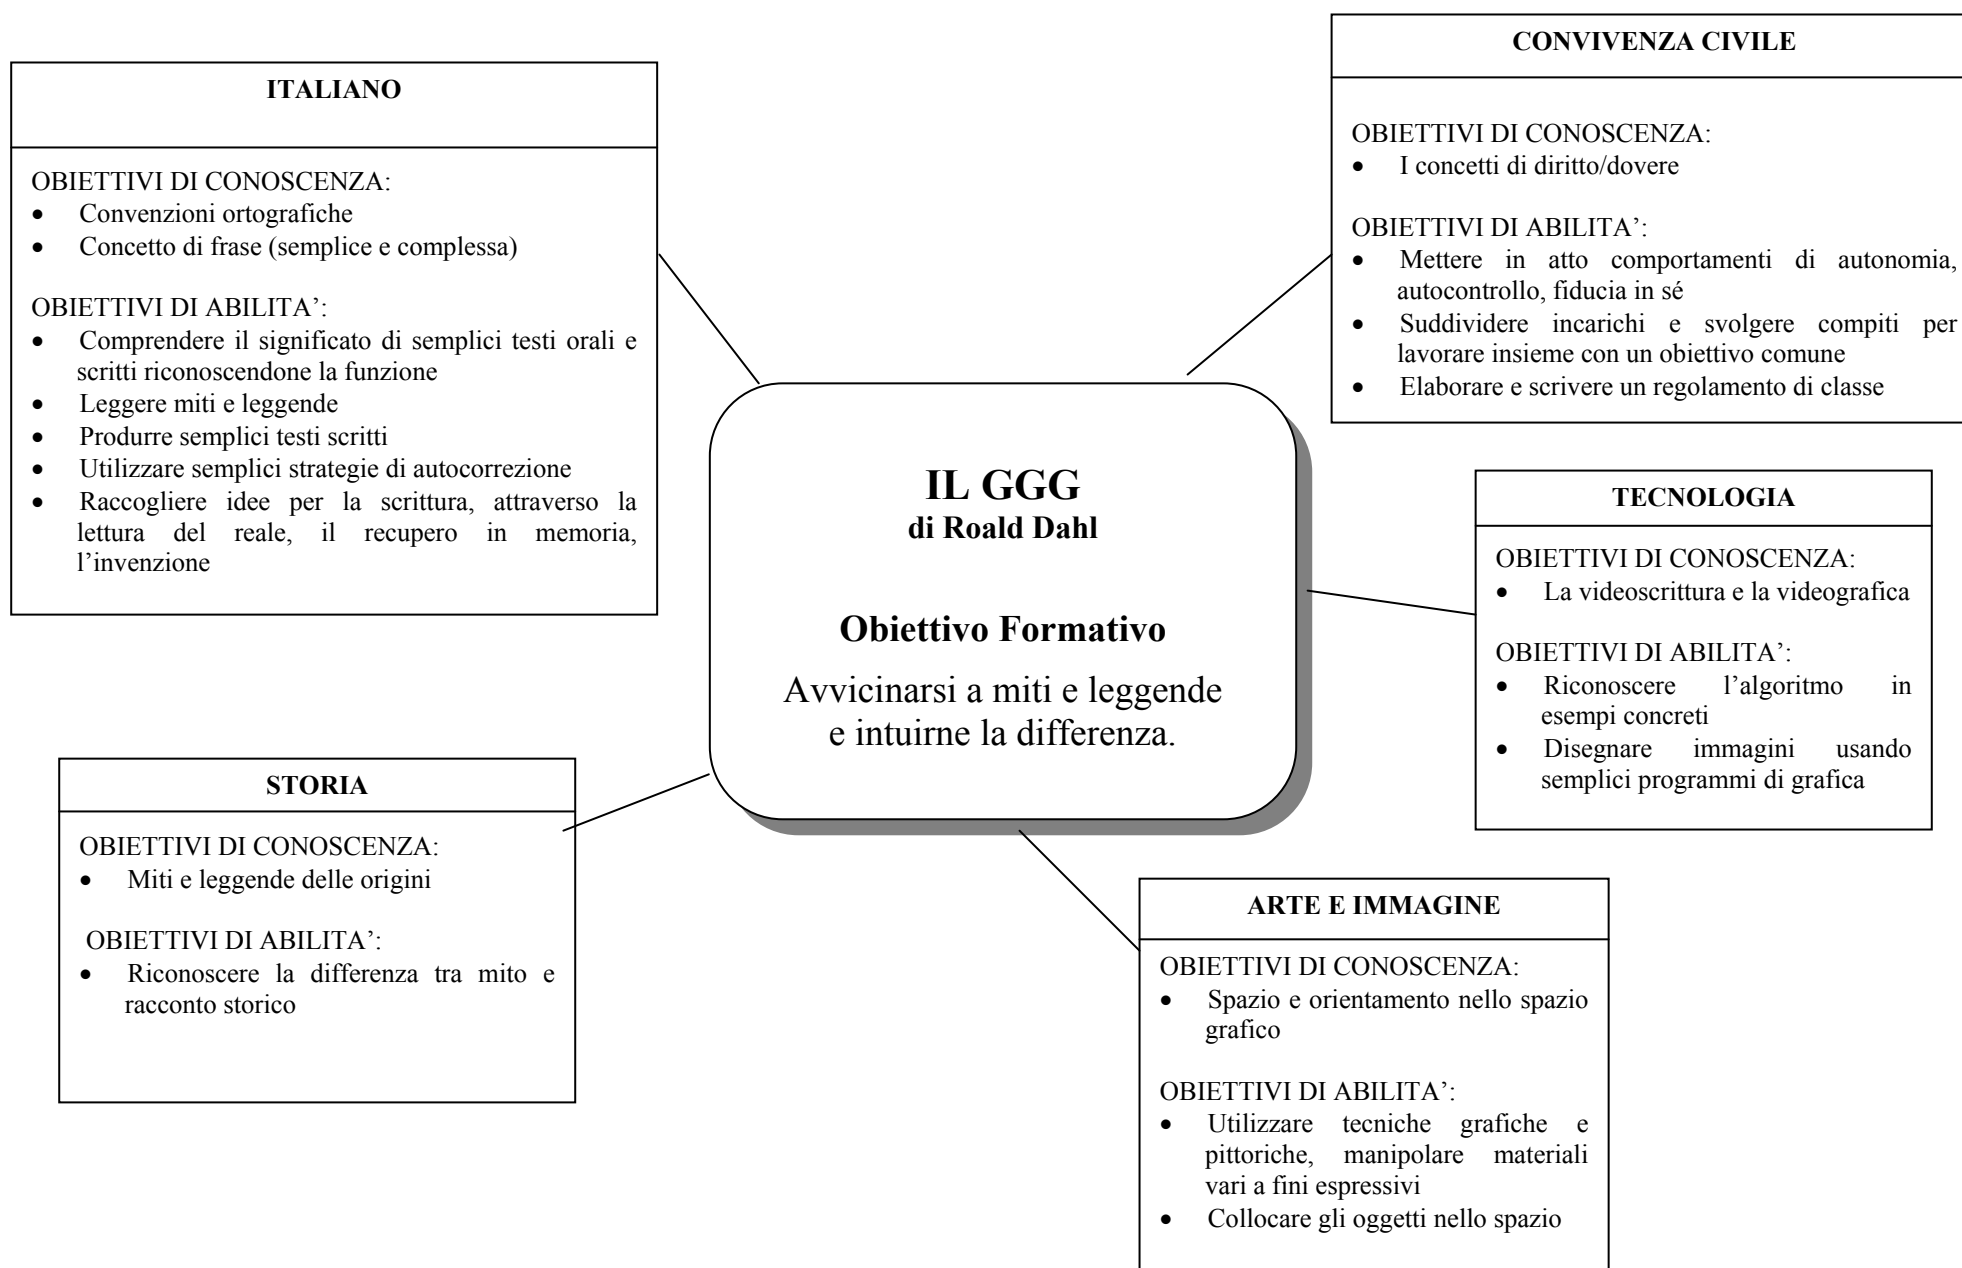 ITALIANO
OBIETTIVI DI CONOSCENZA:
• Convenzioni ortografiche
• Concetto di frase (semplice e complessa)
OBIETTIVI DI ABILITA’:
• Comprendere il significato di semplici testi orali e
scritti riconoscendone la funzione
• Leggere miti e leggende
• Produrre semplici testi scritti
• Utilizzare semplici strategie di autocorrezione
• Raccogliere idee per la scrittura, attraverso la
lettura del reale, il recupero in memoria,
l’invenzione
CONVIVENZA CIVILE
OBIETTIVI DI CONOSCENZA:
• I concetti di diritto/dovere
OBIETTIVI DI ABILITA’:
• Mettere in atto comportamenti di autonomia,
autocontrollo, fiducia in sé
• Suddividere incarichi e svolgere compiti per
lavorare insieme con un obiettivo comune
• Elaborare e scrivere un regolamento di classe
IL GGG
di Roald Dahl
Obiettivo Formativo
Avvicinarsi a miti e leggende
e intuirne la differenza.
TECNOLOGIA
OBIETTIVI DI CONOSCENZA:
• La videoscrittura e la videografica
OBIETTIVI DI ABILITA’:
• Riconoscere l’algoritmo in
esempi concreti
• Disegnare immagini usando
semplici programmi di grafica
STORIA
OBIETTIVI DI CONOSCENZA:
• Miti e leggende delle origini
OBIETTIVI DI ABILITA’:
• Riconoscere la differenza tra mito e
racconto storico
ARTE E IMMAGINE
OBIETTIVI DI CONOSCENZA:
• Spazio e orientamento nello spazio
grafico
OBIETTIVI DI ABILITA’:
• Utilizzare tecniche grafiche e
pittoriche, manipolare materiali
vari a fini espressivi
• Collocare gli oggetti nello spazio